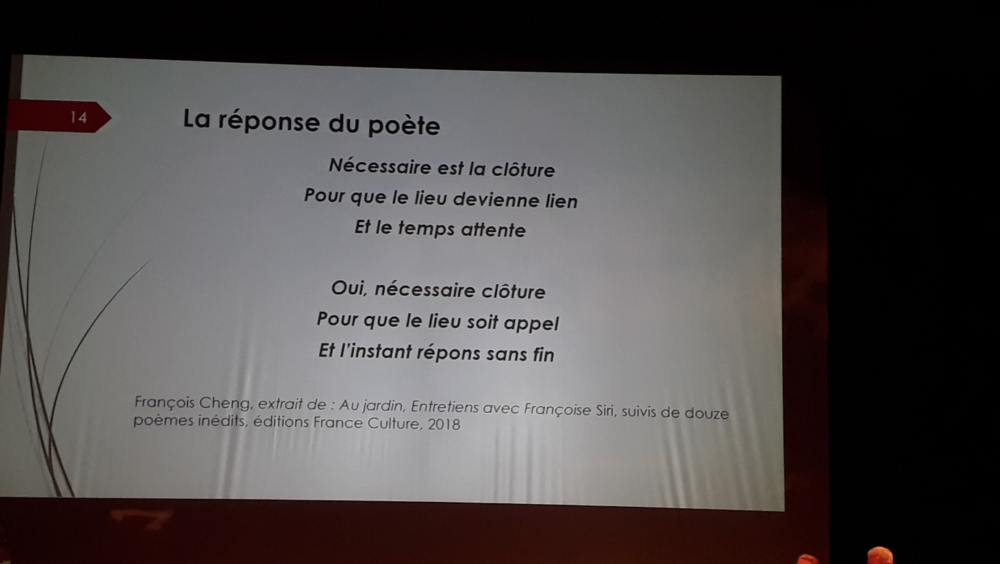 14
La réponse du poète
Nécessaire est la clôture
Pour que le lieu devienne lien
Et le temps attente
Oui, nécessaire clôture
Pour que le lieu soit appel
Et l'instant répons sans fin
François Cheng, extrait de : Au jardin, Entretiens avec Françoise Siri, suivis de douze
poèmes inédits, éditions France Culture, 2018